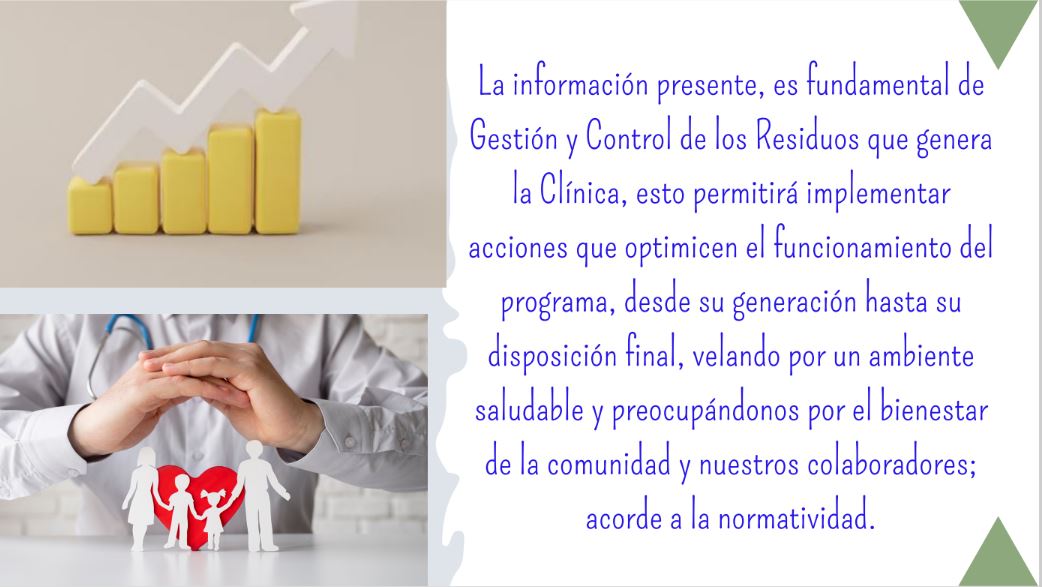 La información presente, es fundamental de
Gestión y Control de los Residuos que genera
la Clínica, esto permitirá implementar
acciones que optimicen el funcionamiento del
programa, desde su generación hasta su
disposición final, velando por un ambiente
saludable y preocupándonos por el bienestar
de la comunidad y nuestros colaboradores;
acorde a la normatividad.